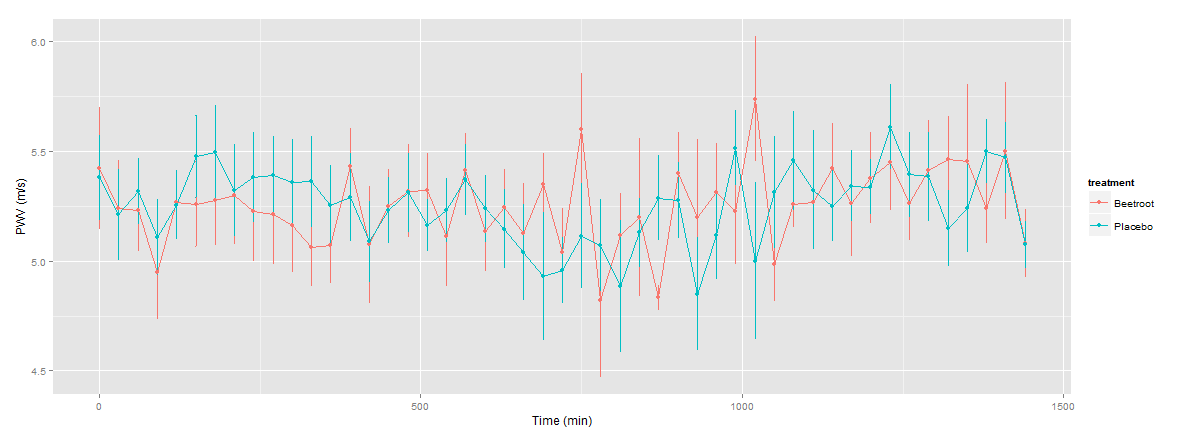 6.0
5.5
5.0
4.5
PWV (m/s)
0
500
1000
1500
Time (min)
treatment
Beetroot
Placebo